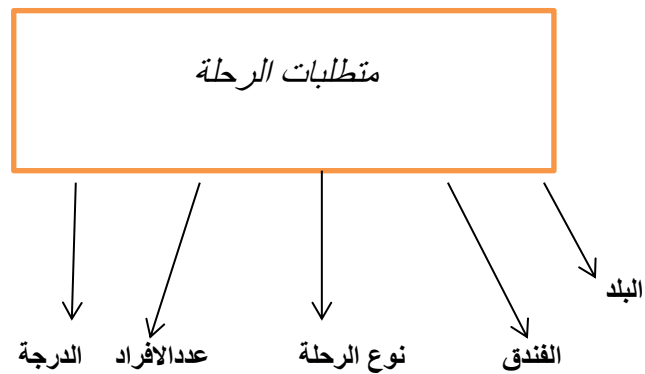 متطلبات الرحلة
البلد
الفندق
نوع الرحلة
عددالافراد
الدرجة